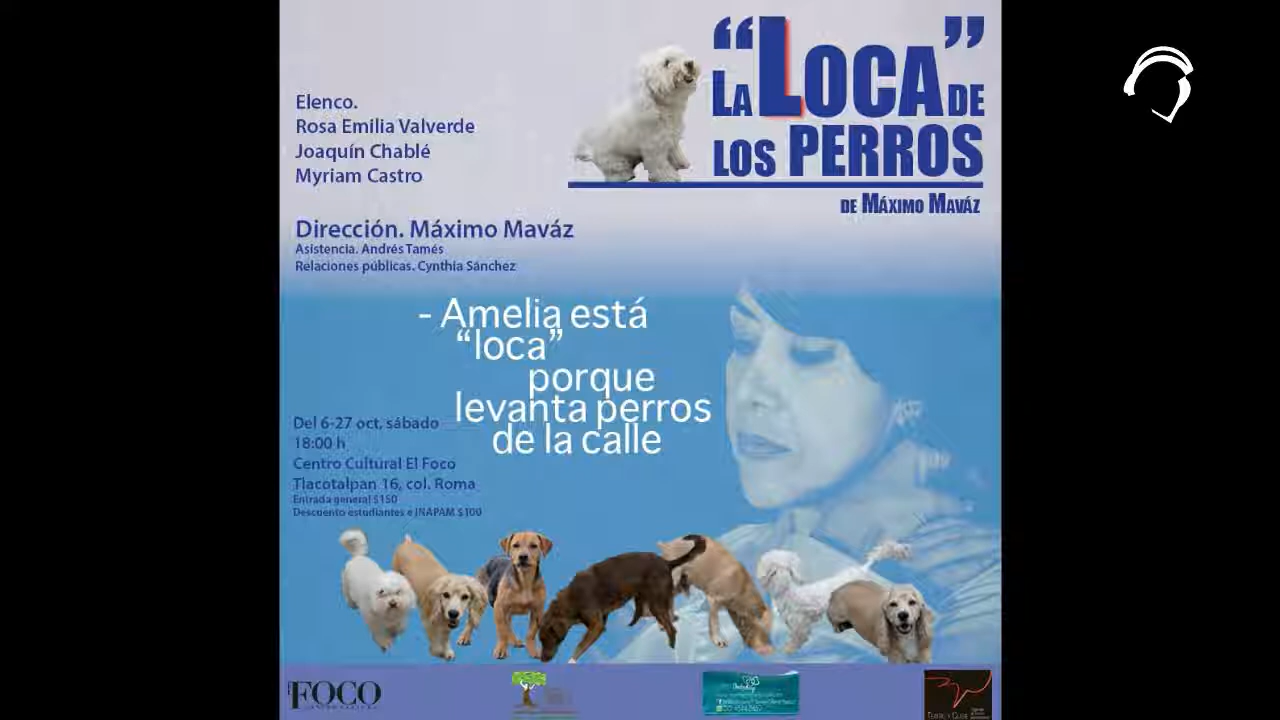 “LA LOCA” DE
LOS PERROS
DE MÁXIMO MAVÁZ
Elenco.
Rosa Emilia Valverde
Joaquín Chablé
Myriam Castro
Dirección. Máximo Maváz
Asistencia. Andrés Tamés
Relaciones públicas. Cynthia Sánchez
- Amelia está
“loca”
porque
levanta perros
de la calle
Del 6-27 oct, sábado
18:00 h
Centro Cultural El Foco
Tlacotalpan 16, col. Roma
Entrada general $150
Descuento estudiantes e INAPAM $100
FOCO